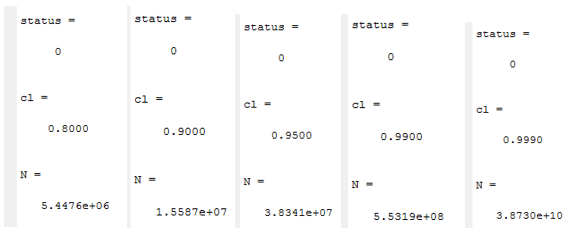 status =
0
cl =
0.8000
N =
5.4476e+06
status =
0
cl =
0.9000
N =
1.5587e+07
status =
0
cl =
0.9500
N =
3.8341e+07
status =
0
cl =
0.9900
N =
5.5319e+08
status =
0
cl =
0.9990
N =
3.8730e+10